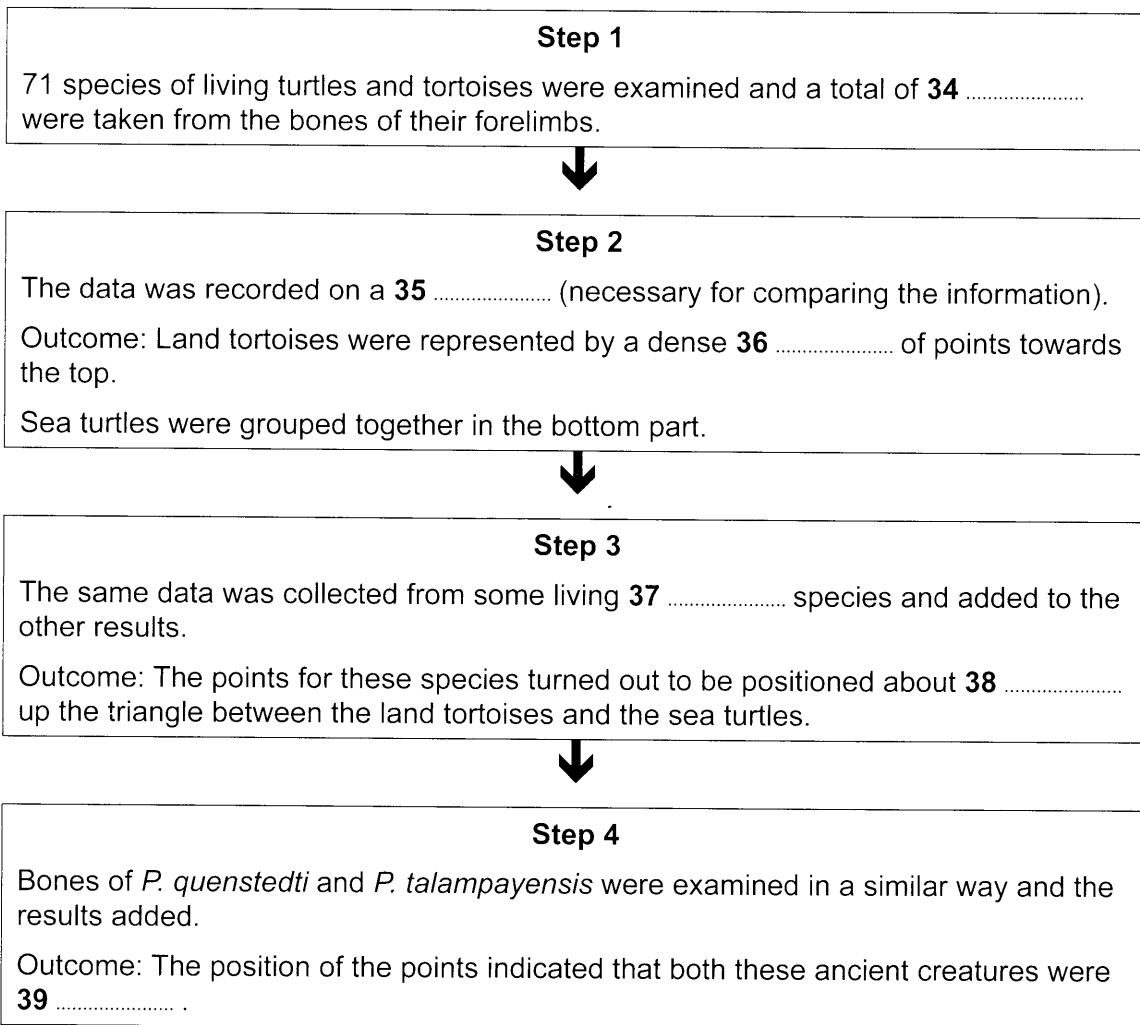 Step 1
71 species of living turtles and tortoises were examined and a total of 34 ......................
were taken from the bones of their forelimbs.
Step 2
The data was recorded on a 35 ...................... (necessary for comparing the information).
Outcome: Land tortoises were represented by a dense 36 ...................... of points towards
the top.
Sea turtles were grouped together in the bottom part.
Step 3
The same data was collected from some living 37 ...................... species and added to the
other results.
Outcome: The points for these species turned out to be positioned about 38 ......................
up the triangle between the land tortoises and the sea turtles.
Step 4
Bones of P. quenstedti and P. talampayensis were examined in a similar way and the
results added.
Outcome: The position of the points indicated that both these ancient creatures were
39 ...................... .